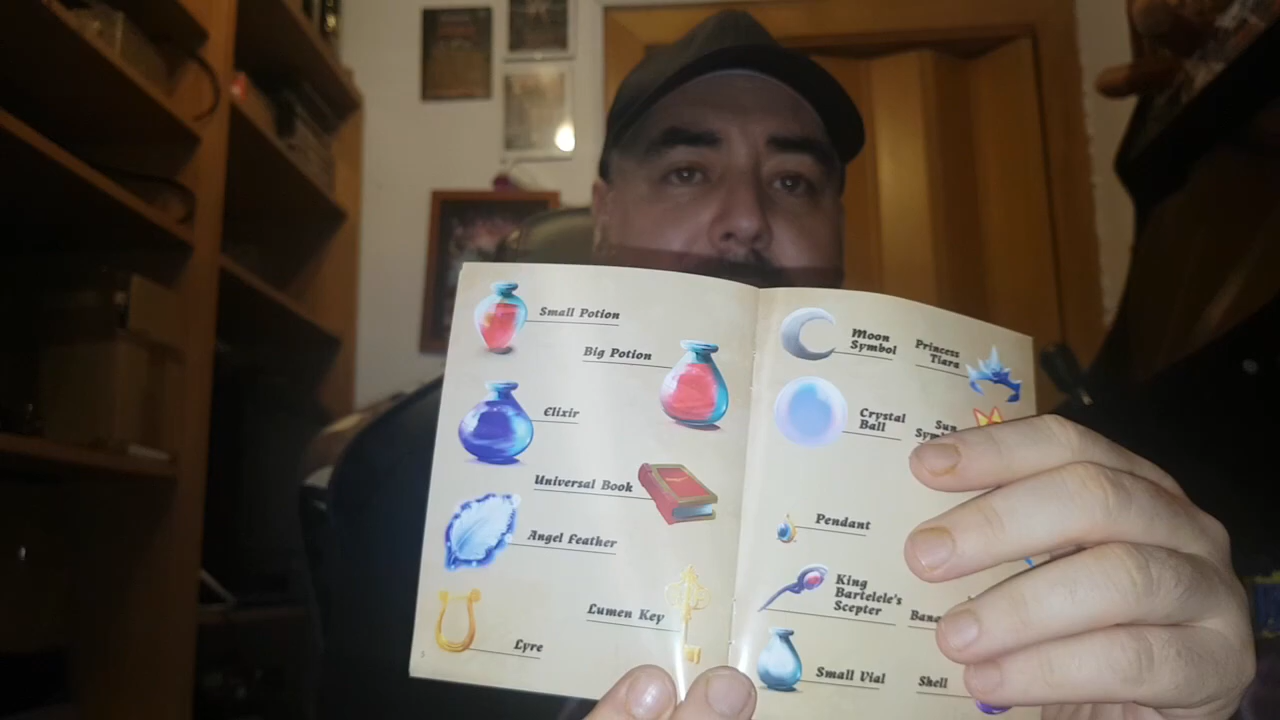 Small Potion
Big Potion
Elixir
Universal Book
Angel Feather
Lumen Key
Lyre
Moon
Symbol
Princess
Tiara
Crystal
Ball
Sun
Pendant
King
Bartelele's
Scepter
Small Vial
Shell